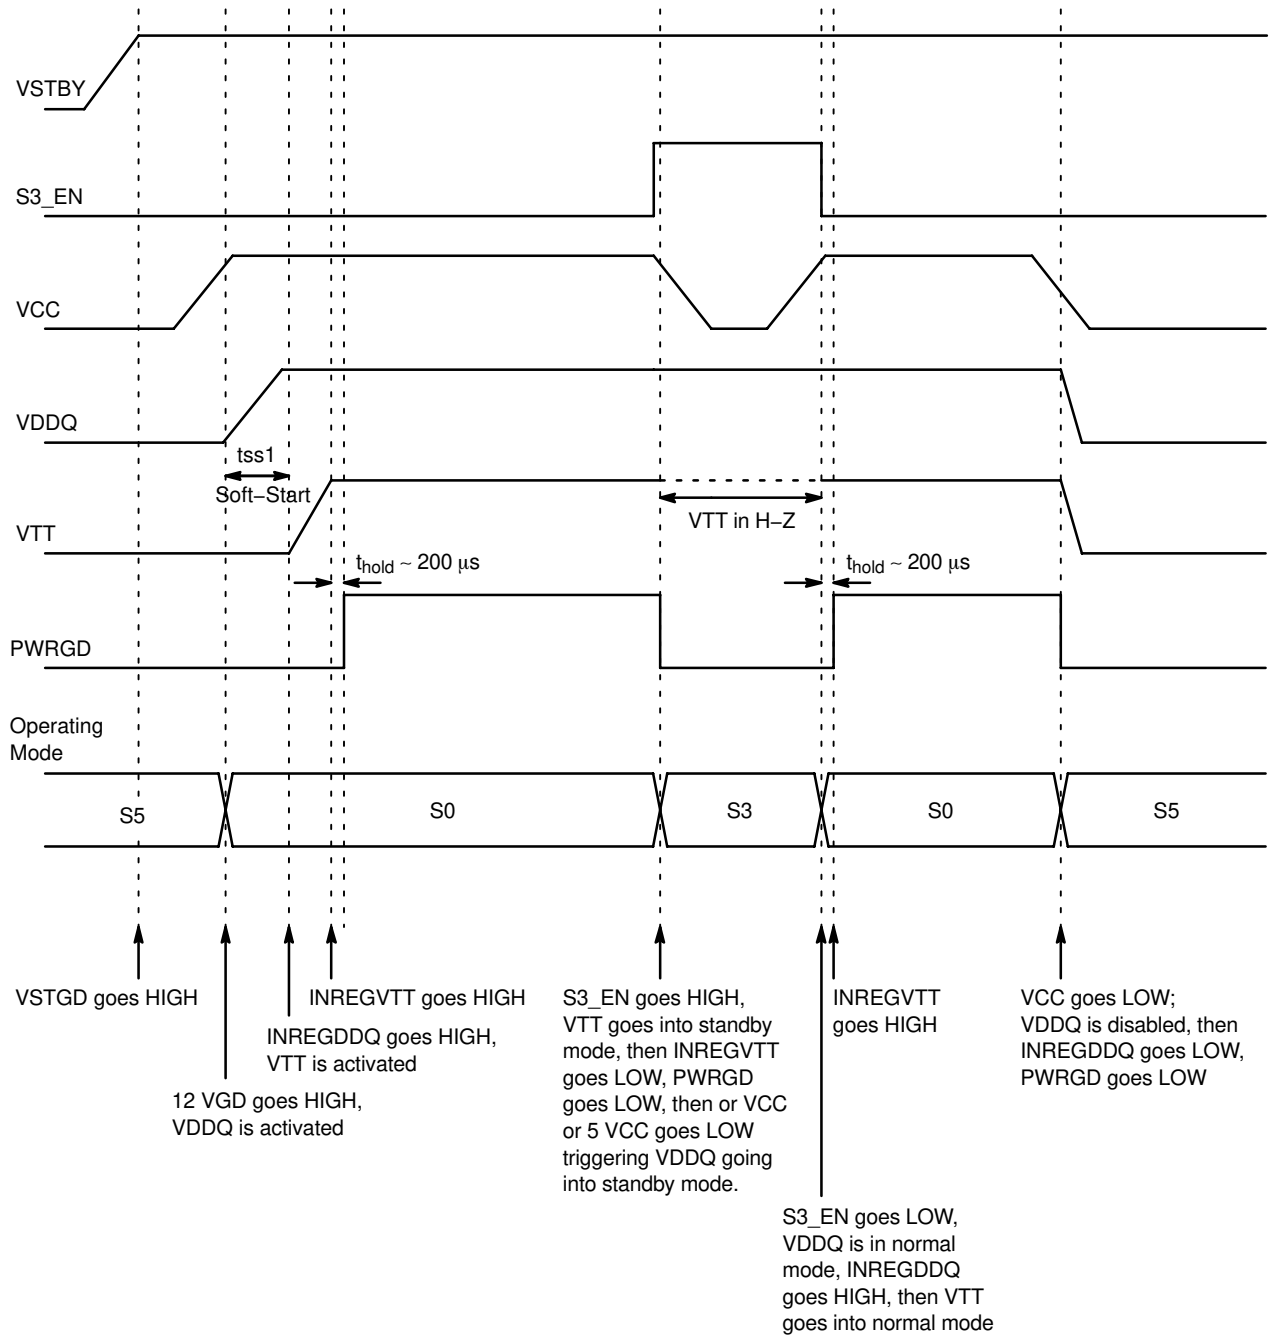 VSTBY
S3_EN
VCC
VDDQ
tss1
Soft−Start
VTT
VTT in H−Z
thold ~ 200 μs
thold ~ 200 μs
PWRGD
Operating
Mode
S5
S0
S3
S0
S5
VSTGD goes HIGH
INREGVTT goes HIGH
INREGDDQ goes HIGH,
VTT is activated
12 VGD goes HIGH,
VDDQ is activated
S3_EN goes HIGH,
VTT goes into standby
mode, then INREGVTT
goes LOW, PWRGD
goes LOW, then or VCC
or 5 VCC goes LOW
triggering VDDQ going
into standby mode.
INREGVTT
goes HIGH
VCC goes LOW;
VDDQ is disabled, then
INREGDDQ goes LOW,
PWRGD goes LOW
S3_EN goes LOW,
VDDQ is in normal
mode, INREGDDQ
goes HIGH, then VTT
goes into normal mode